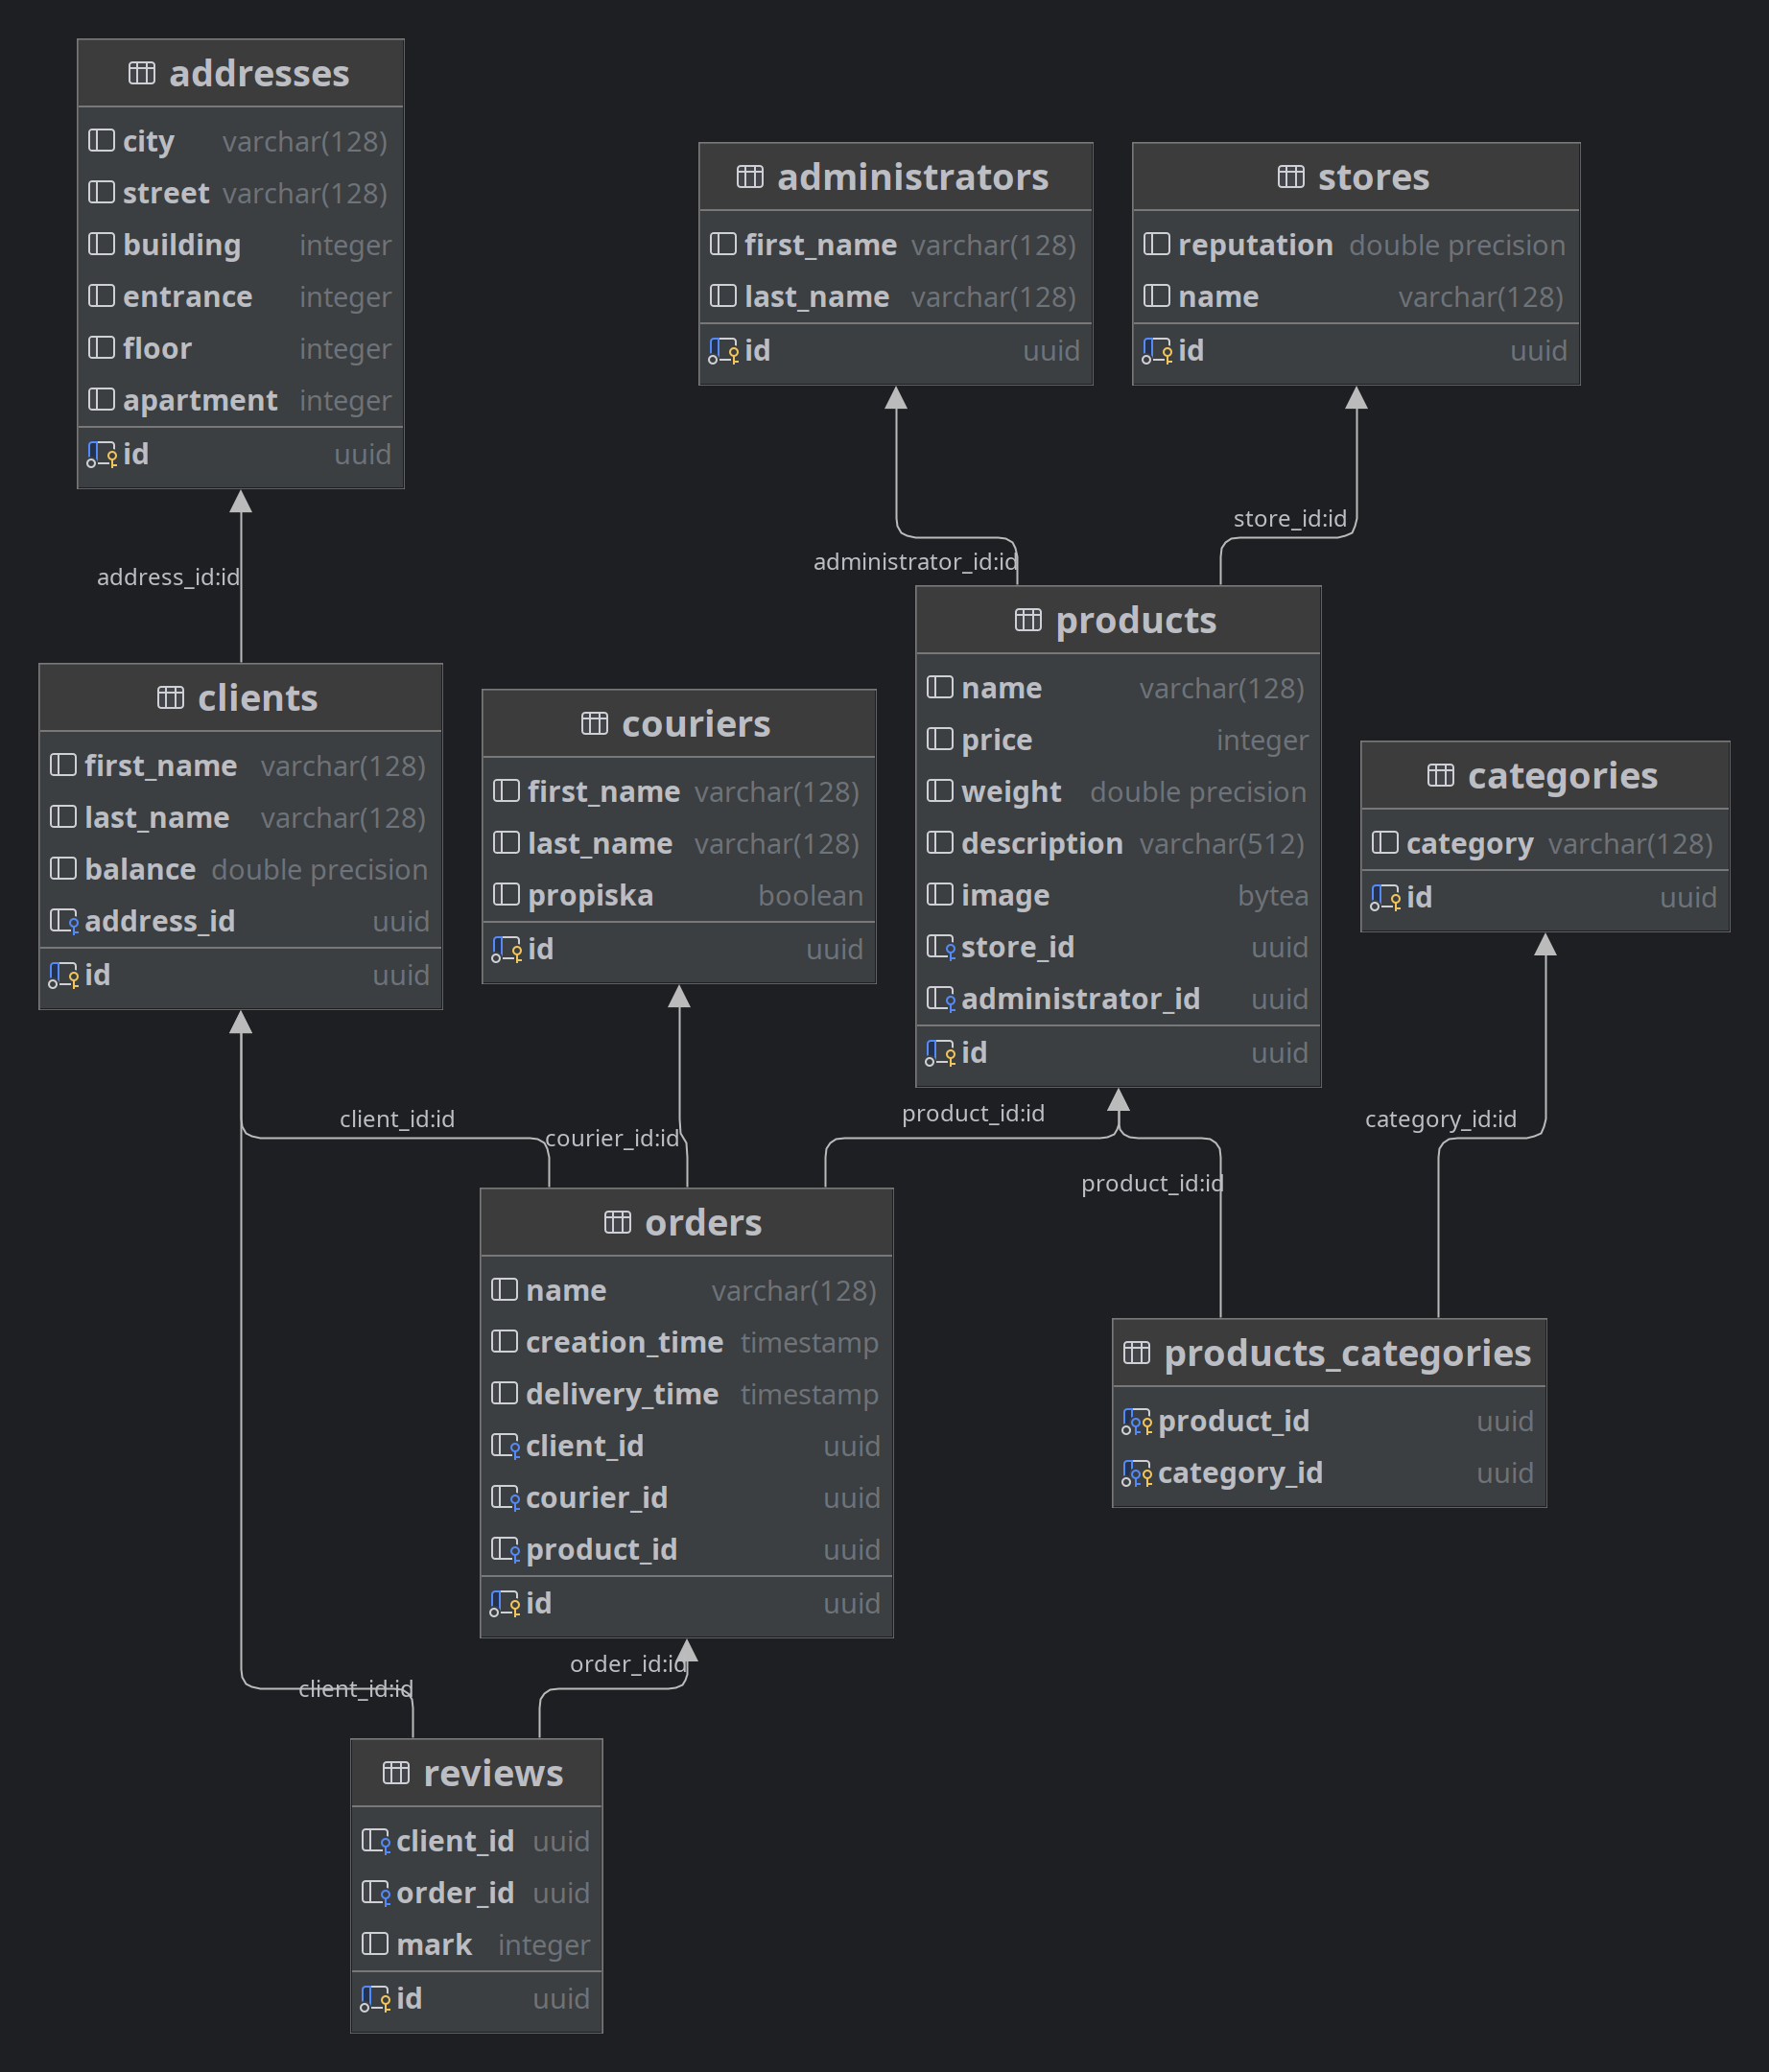 addresses
city varchar(128)
street varchar(128)
building integer
entrance integer
floor integer
apartment integer
id uuid
administrators
first_name varchar(128)
last_name varchar(128)
id uuid
stores
reputation double precision
name varchar(128)
id uuid
address_id:id
administrator_id:id
store_id:id
clients
first_name varchar(128)
last_name varchar(128)
balance double precision
address_id uuid
id uuid
couriers
first_name varchar(128)
last_name varchar(128)
propiska boolean
id uuid
products
name varchar(128)
price integer
weight double precision
description varchar(512)
image bytea
store_id uuid
administrator_id uuid
id uuid
categories
category varchar(128)
id uuid
client_id:id
courier_id:id
product_id:id
product_id:id
category_id:id
orders
name varchar(128)
creation_time timestamp
delivery_time timestamp
client_id uuid
courier_id uuid
product_id uuid
id uuid
products_categories
product_id uuid
category_id uuid
order_id:id
client_id:id
reviews
client_id uuid
order_id uuid
mark integer
id uuid